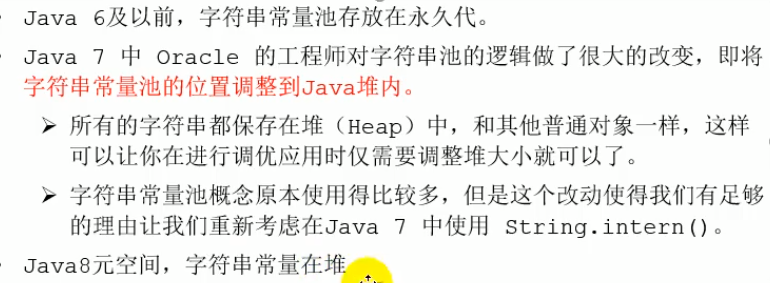 • Java 6及以前，字符串常量池存放在永久代。
• Java 7 中 Oracle 的工程师对字符串池的逻辑做了很大的改变，即将
字符串常量池的位置调整到Java堆内。
➢ 所有的字符串都保存在堆（Heap）中，和其他普通对象一样，这样
可以让你在进行调优应用时仅需要调整堆大小就可以了。
➢ 字符串常量池概念原本使用得比较多，但是这个改动使得我们有足够
的理由让我们重新考虑在Java 7 中使用 String.intern()。
• Java8元空间，字符串常量在堆